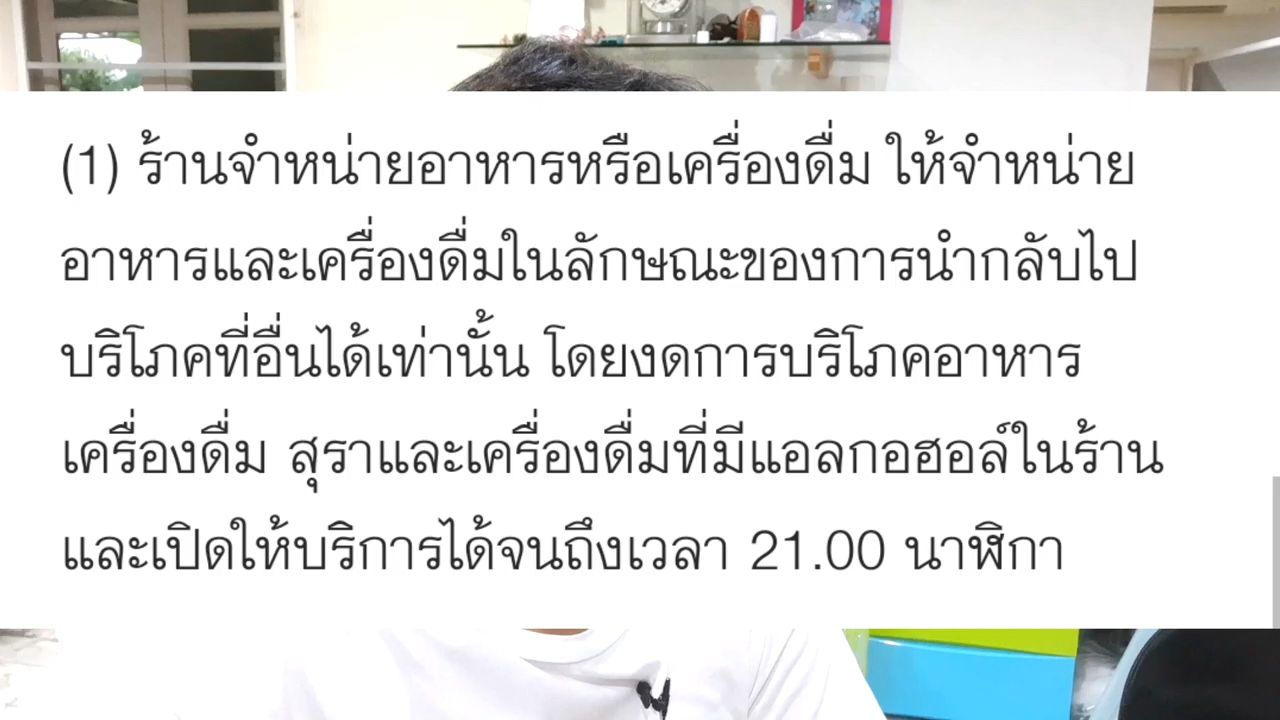 (1) ร้านจำหน่ายอาหารหรือเครื่องดื่ม ให้จำหน่าย
อาหารและเครื่องดื่มในลักษณะของการนำกลับไป
บริโภคที่อื่นได้เท่านั้น โดยงดการบริโภคอาหาร
เครื่องดื่ม สุราและเครื่องดื่มที่มีแอลกอฮอล์ในร้าน
และเปิดให้บริการได้จนถึงเวลา 21.00 นาฬิกา